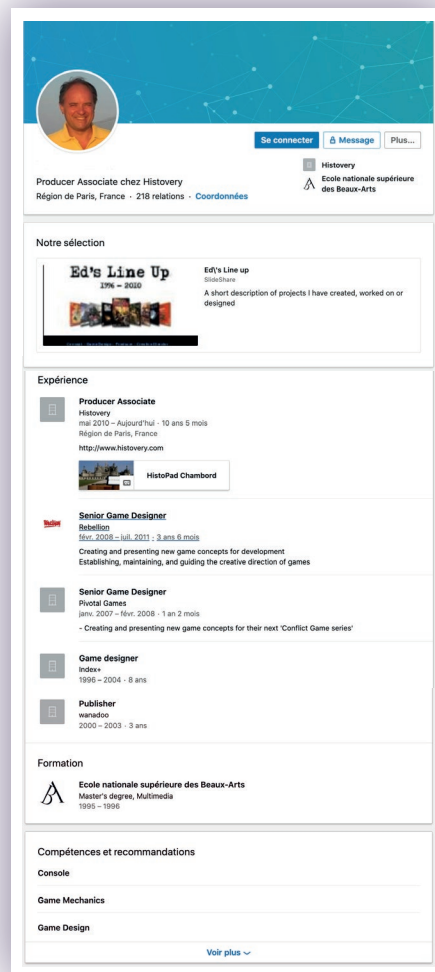 Se connecter
Message
Plus...
Histovery
Ecole nationale supérieure
des Beaux-Arts
Producer Associate chez Histovery
Région de Paris, France · 218 relations · Coordonnées
Notre sélection
Ed's Line Up
1996 – 2010
Ed\'s Line up
SlideShare
A short description of projects I have created, worked on or
designed
Expérience
Producer Associate
Histovery
mai 2010 – Aujourd'hui · 10 ans 5 mois
Région de Paris, France
http://www.histovery.com
HistoPad Chambord
Senior Game Designer
Rebellion
févr. 2008 – juil. 2011 · 3 ans 6 mois
Creating and presenting new game concepts for development
Establishing, maintaining, and guiding the creative direction of games
Senior Game Designer
Pivotal Games
janv. 2007 – févr. 2008 · 1 an 2 mois
- Creating and presenting new game concepts for their next 'Conflict Game series'
Game designer
Index+
1996 – 2004 · 8 ans
Publisher
wanadoo
2000 – 2003 · 3 ans
Formation
Ecole nationale supérieure des Beaux-Arts
Master's degree, Multimedia
1995 – 1996
Compétences et recommandations
Console
Game Mechanics
Game Design
Voir plus